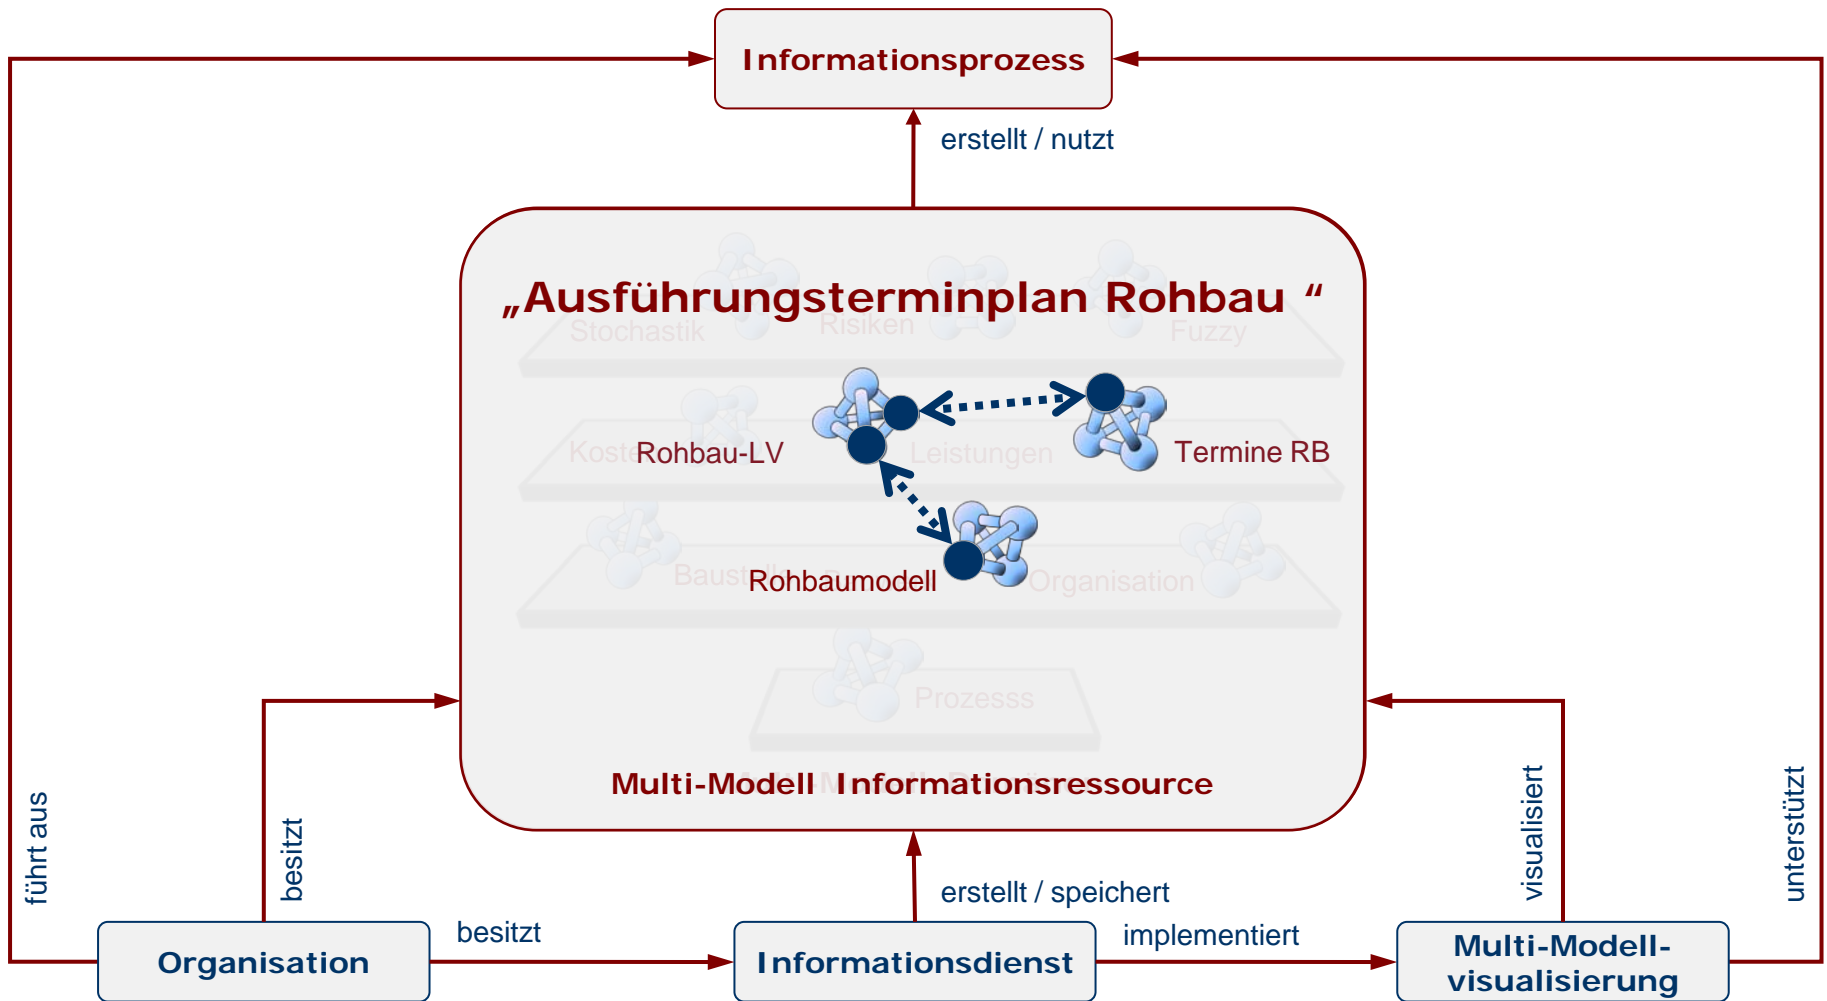 Informationsprozess
erstellt / nutzt
„Ausführungsterminplan Rohbau “
Stochastik
Risiken
Fuzzy
Rohbau-LV
Leistungen
Termine RB
Rohbaumodell
Organisation
Prozesss
Multi-Modell Informationsressource
führt aus
besitzt
visualisiert
unterstützt
erstellt / speichert
besitzt
implementiert
Organisation
Informationsdienst
Multi-Modell-
visualisierung